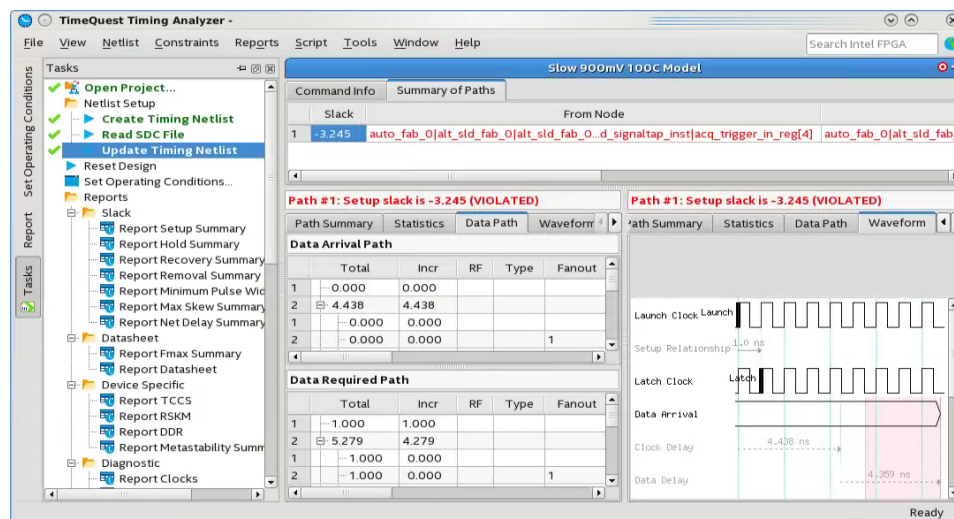 TimeQuest Timing Analyzer -
File View Netlist Constraints Reports Script Tools Window Help
Search Intel FPGA
Set Operating Conditions
Report
Tasks
Tasks
Open Project...
Netlist Setup
Create Timing Netlist
Read SDC File
Update Timing Netlist
Reset Design
Set Operating Conditions...
Reports
Slack
Report Setup Summary
Report Hold Summary
Report Recovery Summary
Report Removal Summary
Report Minimum Pulse Wid
Report Max Skew Summary
Report Net Delay Summary
Datasheet
Report Fmax Summary
Report Datasheet
Device Specific
Report TCCS
Report RSKM
Report DDR
Report Metastability Summ
Diagnostic
Report Clocks
Slow 900mV 100C Model
Command Info Summary of Paths
Slack From Node
1 -3.245 auto_fab_0|alt_sld_fab_0|alt_sld_fab_0...d_signaltap_inst|acq_trigger_in_reg[4] auto_fab_0|alt_sld_fab
Path #1: Setup slack is -3.245 (VIOLATED)
Path Summary Statistics Data Path Waveform
Data Arrival Path
Total Incr RF Type Fanout
1 0.000 0.000
2 4.438 4.438
1 0.000 0.000
2 0.000 0.000 1
Data Required Path
Total Incr RF Type Fanout
1 1.000 1.000
2 5.279 4.279
1 1.000 0.000
2 1.000 0.000 1
Path #1: Setup slack is -3.245 (VIOLATED)
Path Summary Statistics Data Path Waveform
Launch Clock Launch
Setup Relationship 1.0 ns
Latch Clock Latch
Data Arrival
Clock Delay 4.438 ns
Data Delay 4.359 ns
Ready